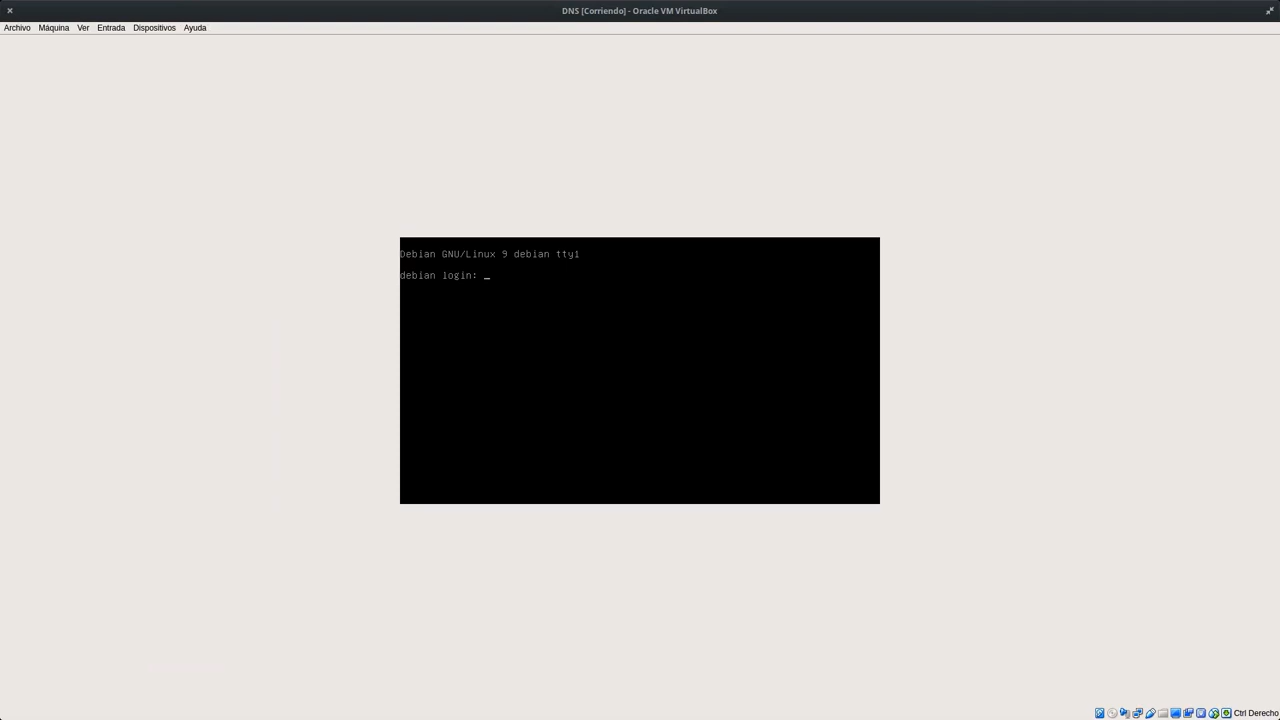 DNS [Corriendo] - Oracle VM VirtualBox
Archivo Máquina Ver Entrada Dispositivos Ayuda
Debian GNU/Linux 9 debian tty1
debian login: _
Ctrl Derecho